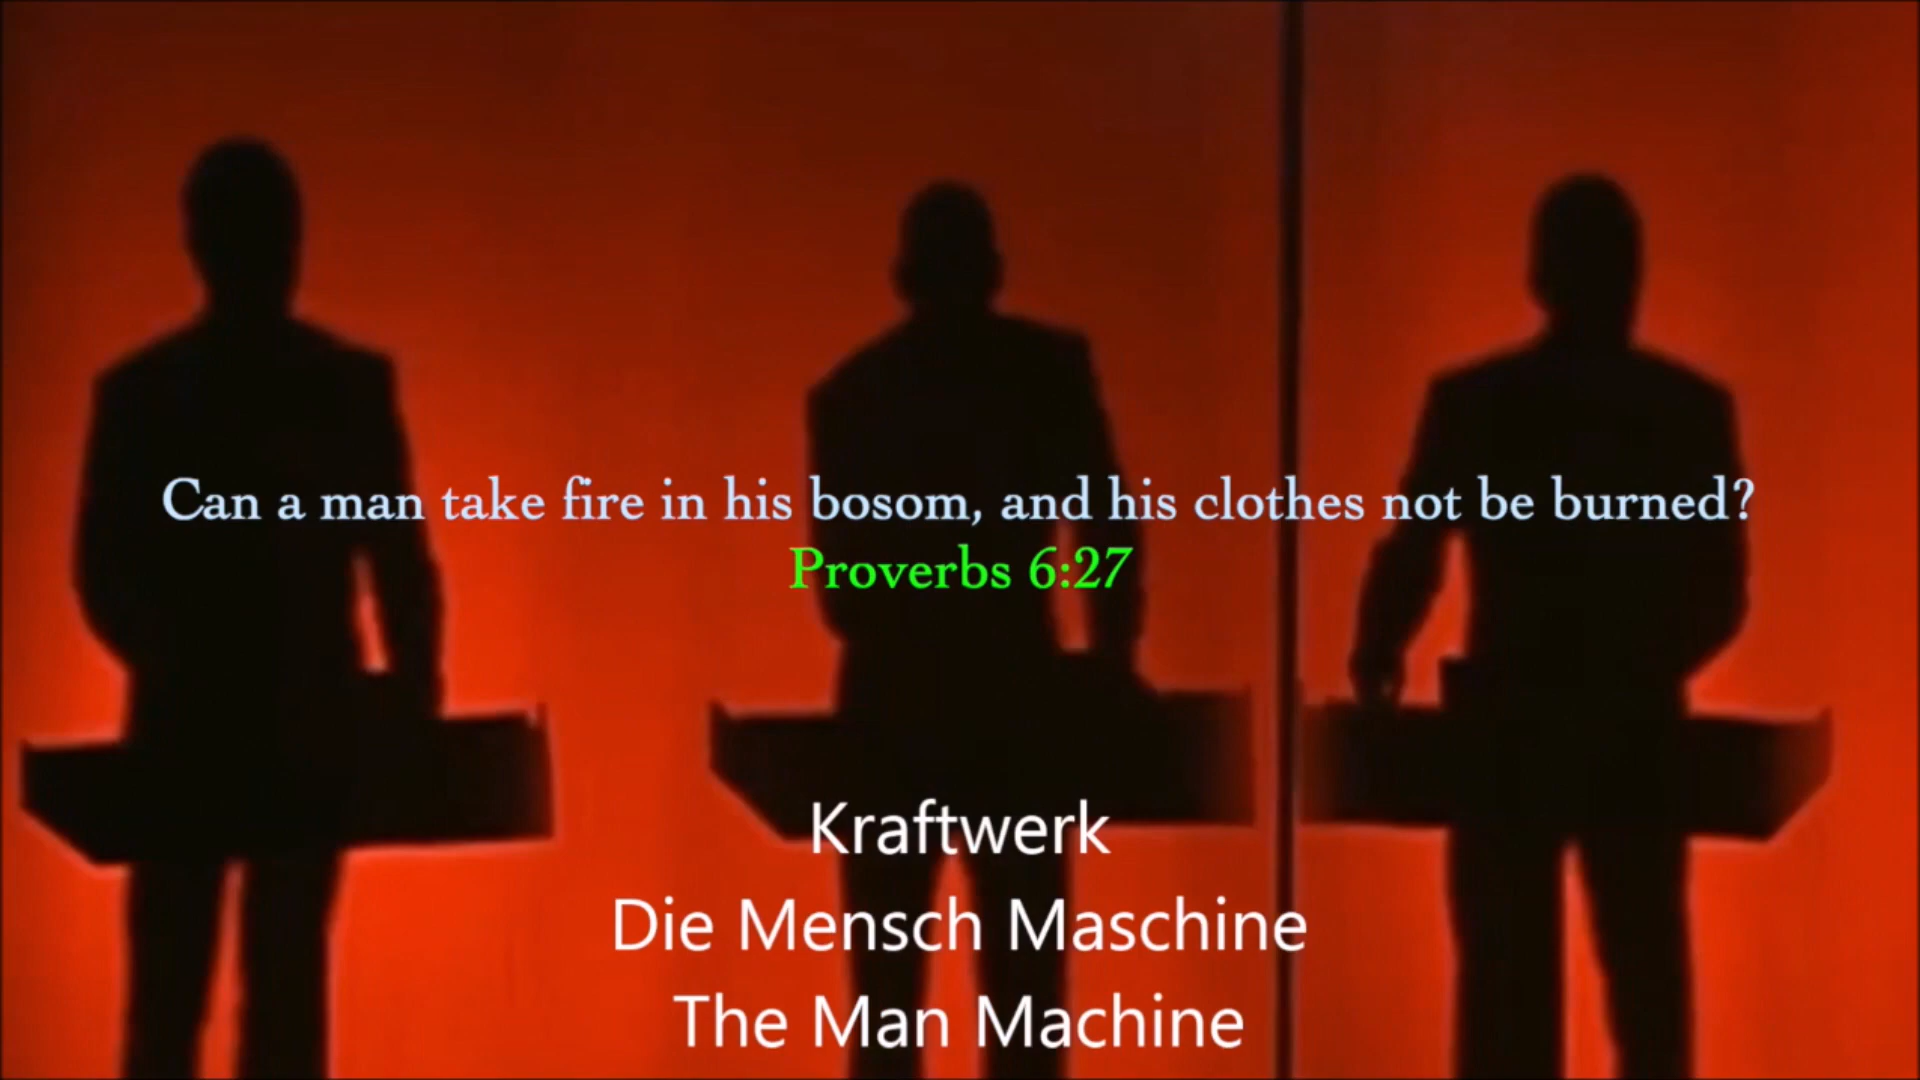 Can a man take fire in his bosom, and his clothes not be burned?
Proverbs 6:27
Kraftwerk
Die Mensch Maschine
The Man Machine